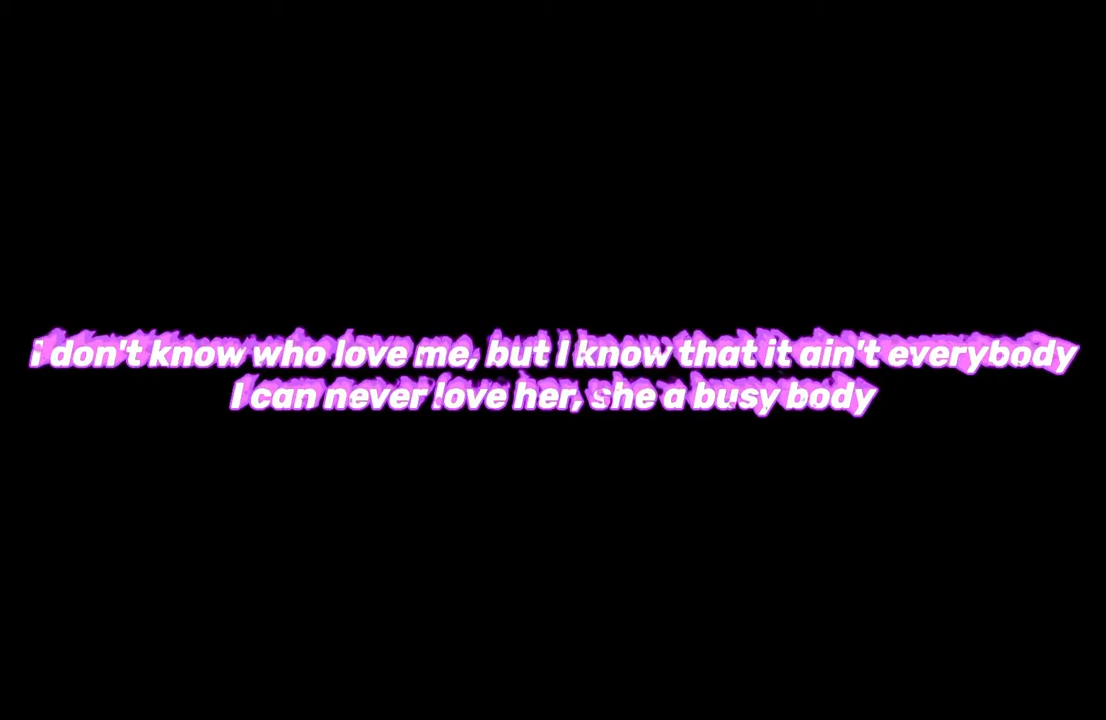 I don't know who love me, but I know that it ain't everybody
I can never love her, she a busy body